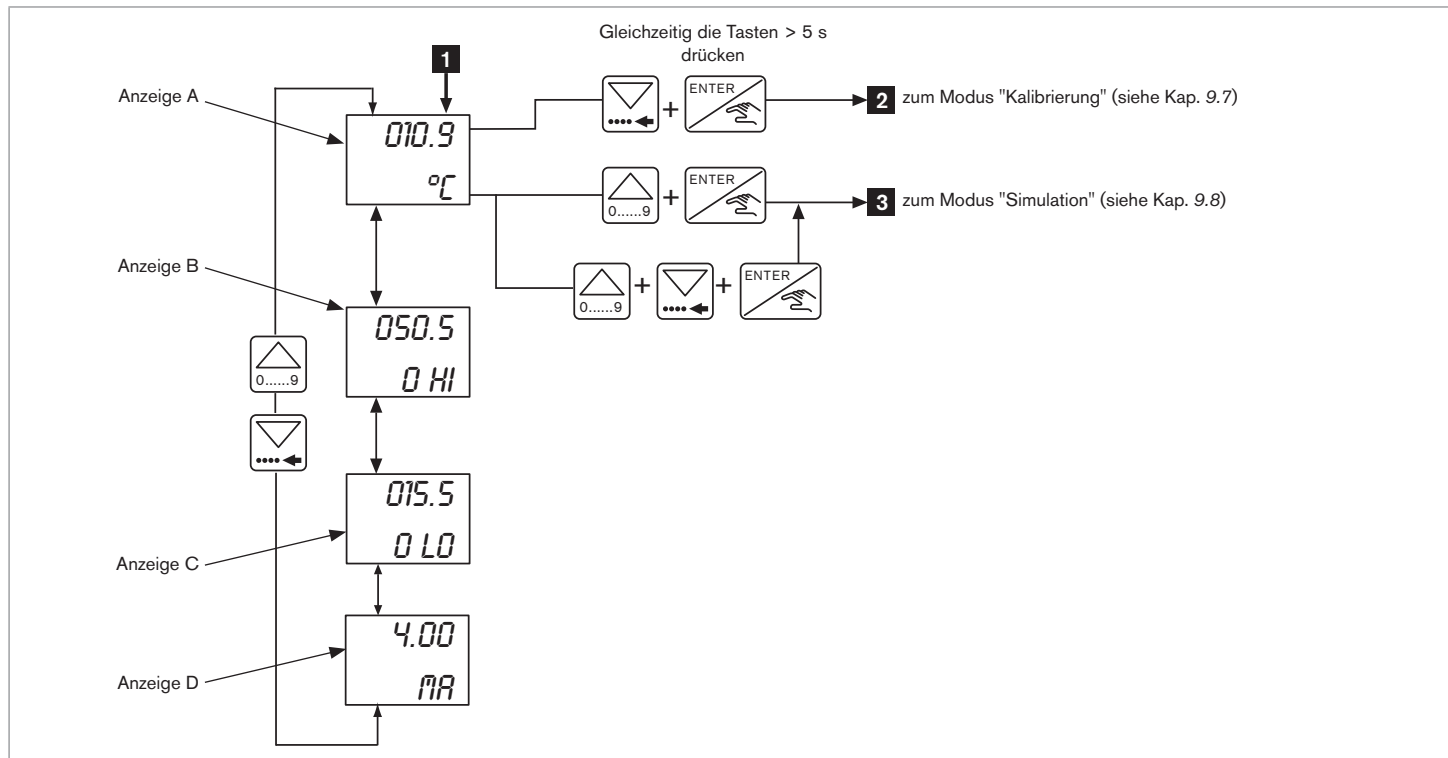 Gleichzeitig die Tasten > 5 s
drücken
1
Anzeige A
010.9
°C
ENTER
+
2 zum Modus "Kalibrierung" (siehe Kap. 9.7)
0......9
+
ENTER
3 zum Modus "Simulation" (siehe Kap. 9.8)
Anzeige B
0......9
+
+
ENTER
050.5
0 HI
0......9
015.5
0 LO
Anzeige C
4.00
MA
Anzeige D